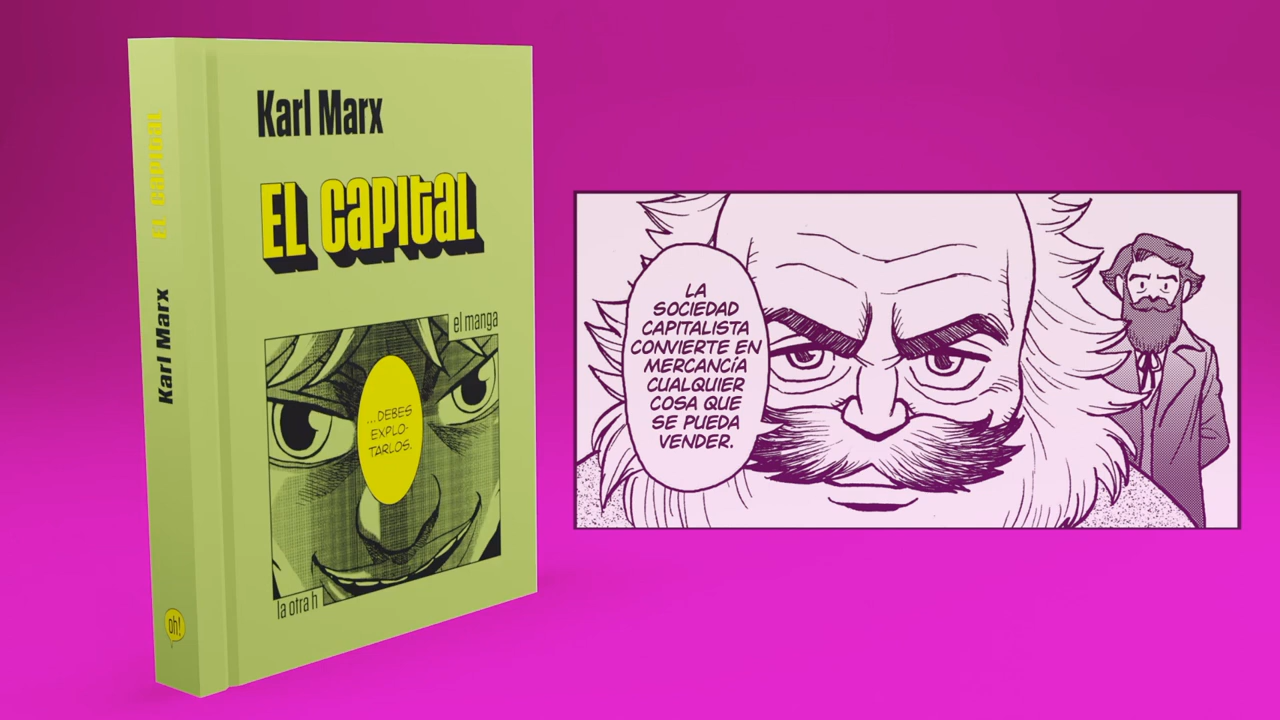 EL CAPITAL
Karl Marx
oh!
Karl Marx
EL CAPITAL
el manga
...DEBES
EXPLO-
TARLOS.
la otra h
LA
SOCIEDAD
CAPITALISTA
CONVIERTE EN
MERCANCÍA
CUALQUIER
COSA QUE
SE PUEDA
VENDER.